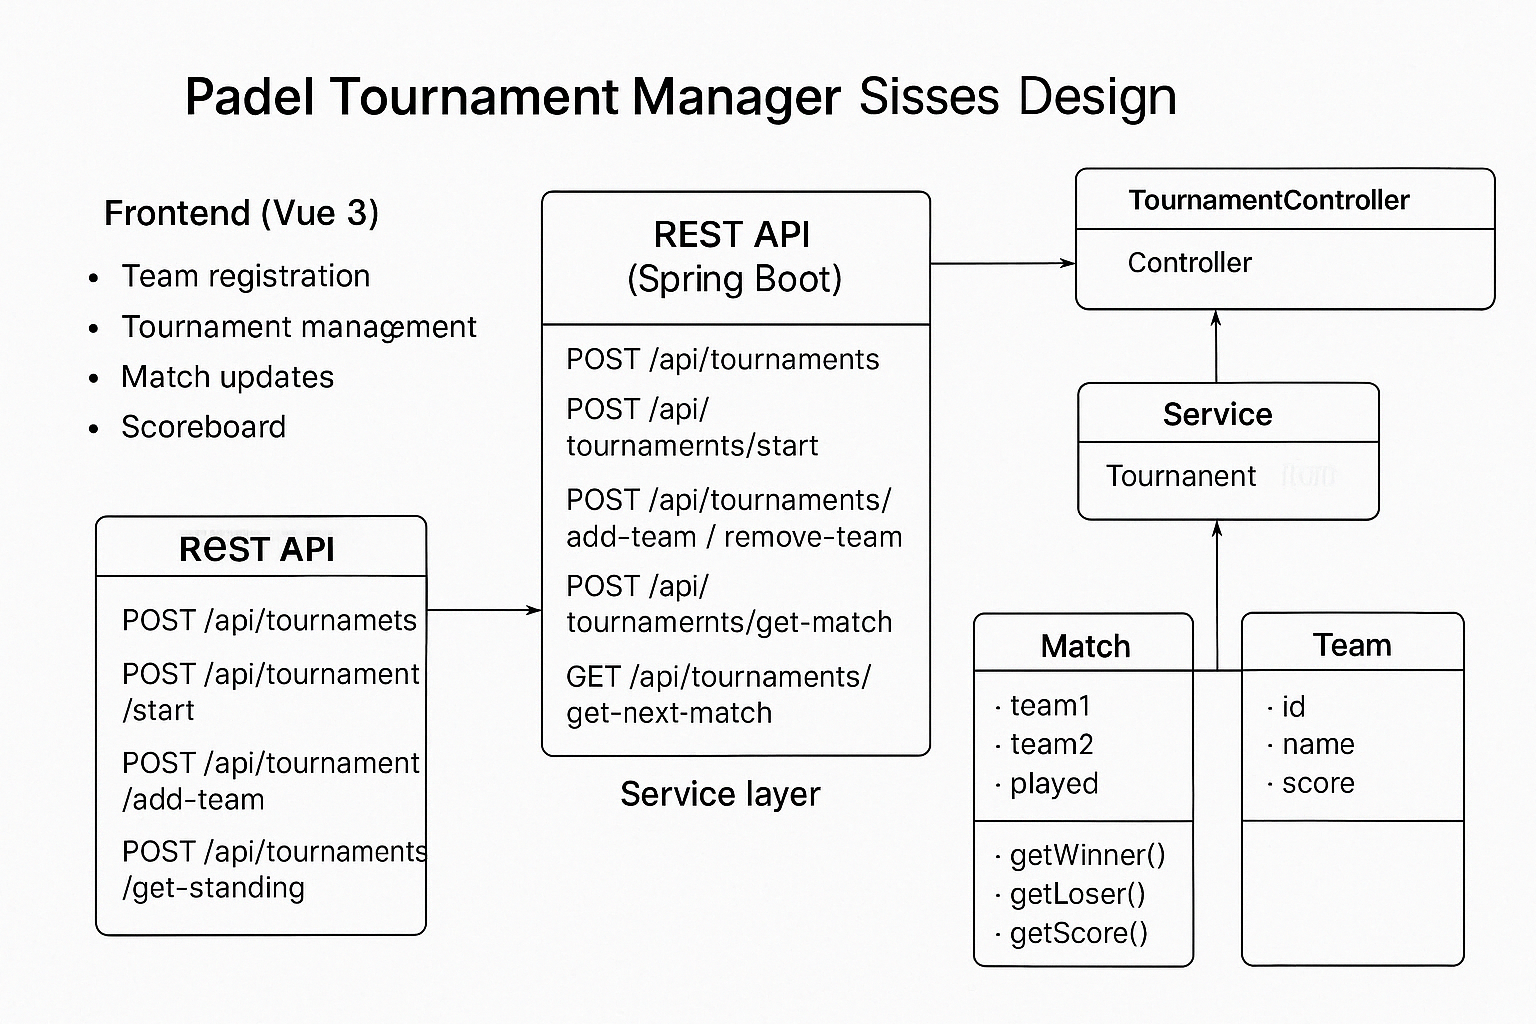 Padel Tournament Manager Sisses Design
Frontend (Vue 3)
• Team registration
• Tournament management
• Match updates
• Scoreboard
REST API
POST /api/tournamets
POST /api/tournament
/start
POST /api/tournament
/add-team
POST /api/tournaments
/get-standing
REST API
(Spring Boot)
POST /api/tournaments
POST /api/
tournamernts/start
POST /api/tournaments/
add-team / remove-team
POST /api/
tournamernts/get-match
GET /api/tournaments/
get-next-match
Service layer
TournamentController
Controller
Service
Tournanent
Match
· team1
· team2
· played
· getWinner()
· getLoser()
· getScore()
Team
· id
· name
· score